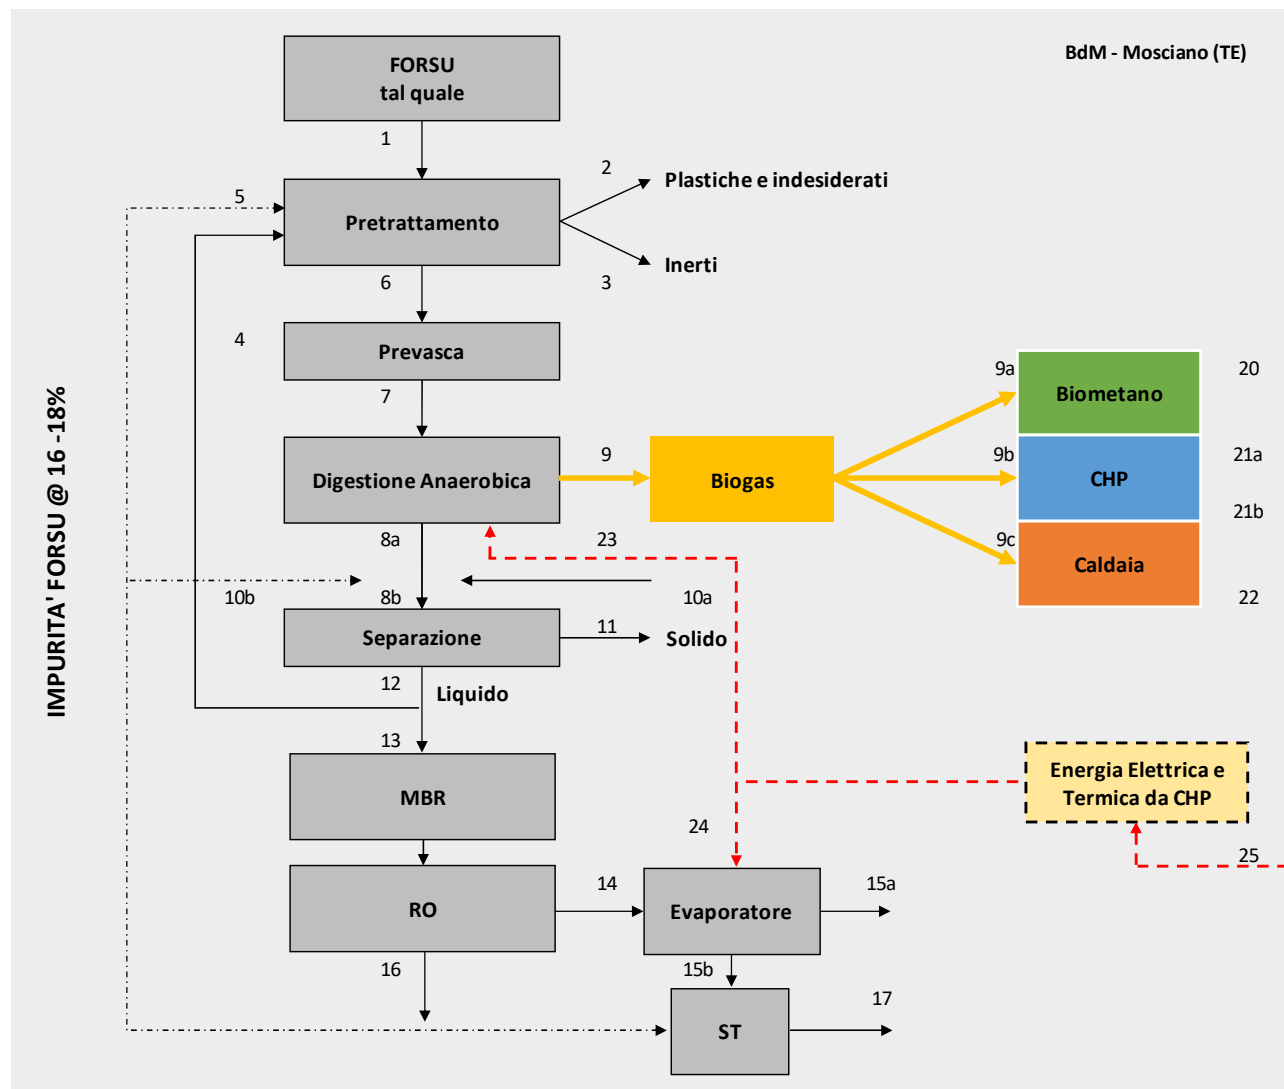 FORSU
tal quale
BdM - Mosciano (TE)
1
2
Plastiche e indesiderati
5
Pretrattamento
Inerti
6
3
4
Prevasca
9a
20
7
Biometano
IMPURITA' FORSU @ 16 -18%
9
9b
21a
Digestione Anaerobica
Biogas
CHP
21b
8a
23
9c
Caldaia
10b
8b
10a
22
11
Separazione
Solido
12
Liquido
13
MBR
Energia Elettrica e
Termica da CHP
24
25
14
15a
RO
Evaporatore
16
15b
17
ST